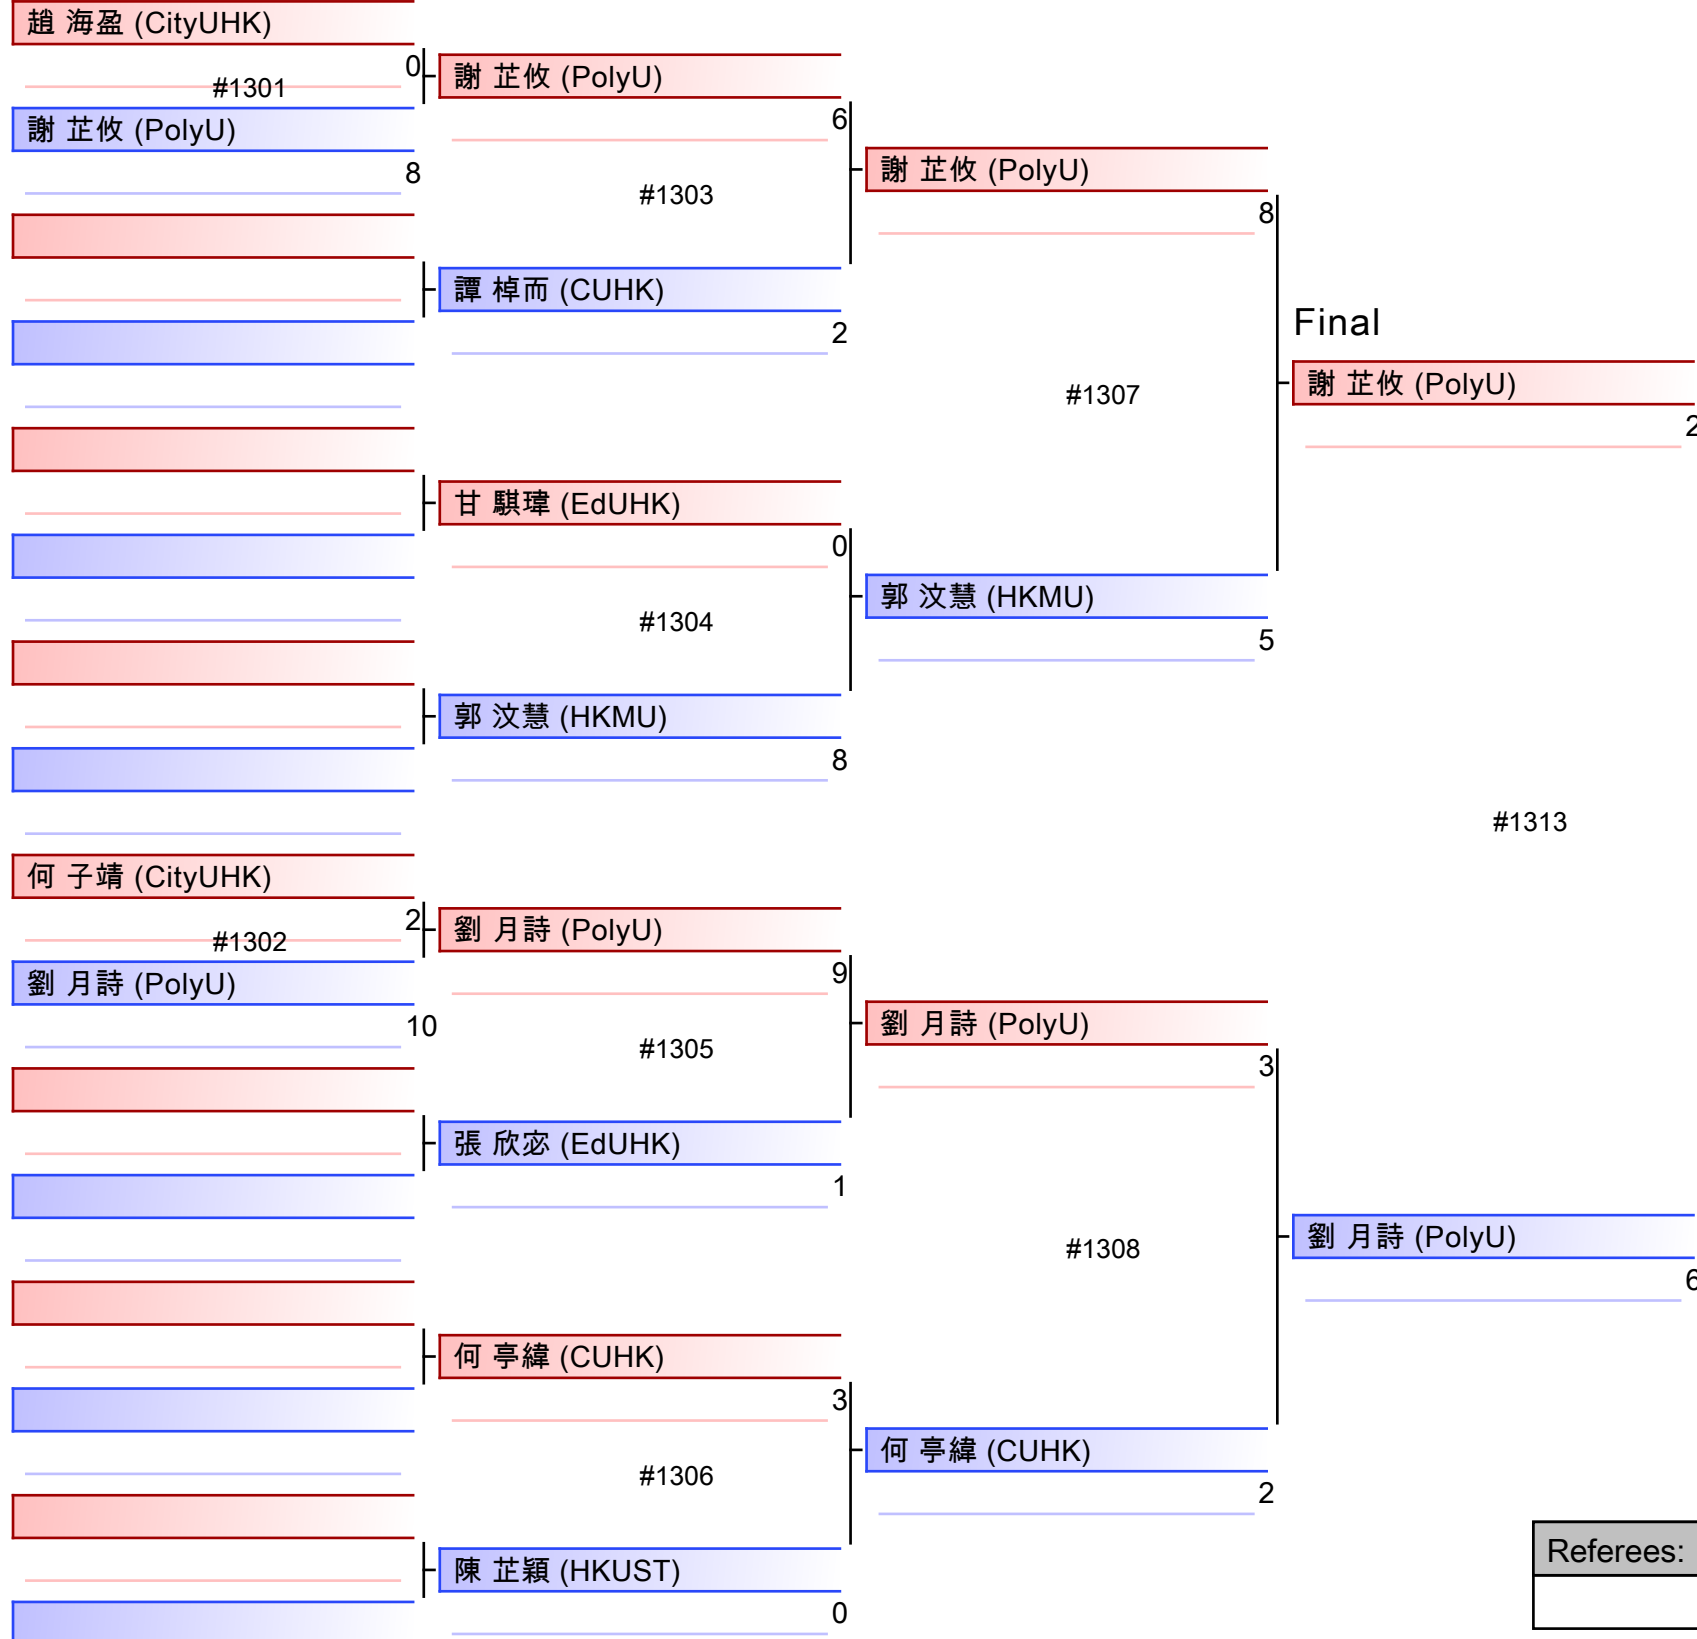 趙 海盈 (CityUHK)
0
#1301
謝 芷攸 (PolyU)
8
謝 芷攸 (PolyU)
6
#1303
譚 棹而 (CUHK)
2
謝 芷攸 (PolyU)
8
#1307
甘 騏瑋 (EdUHK)
0
#1304
郭 汶慧 (HKMU)
8
郭 汶慧 (HKMU)
5
Final
謝 芷攸 (PolyU)
2
#1313
何 子靖 (CityUHK)
2
#1302
劉 月詩 (PolyU)
10
劉 月詩 (PolyU)
9
#1305
張 欣宓 (EdUHK)
1
劉 月詩 (PolyU)
3
#1308
何 亭緯 (CUHK)
3
#1306
陳 芷穎 (HKUST)
0
何 亭緯 (CUHK)
2
劉 月詩 (PolyU)
6
Referees: